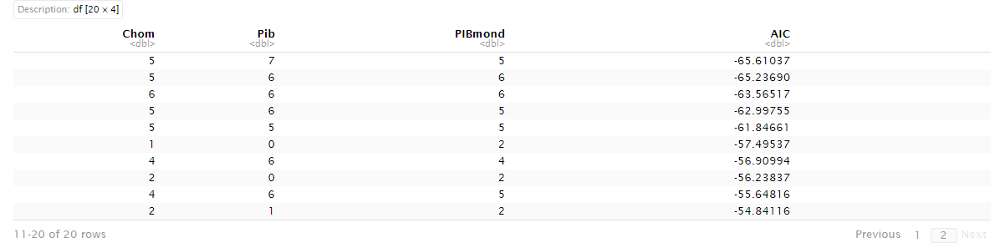 Description: df [20 × 4]
Chom Pib PIBmond AIC
<dbl> <dbl> <dbl> <dbl>
5 7 5 -65.61037
5 6 6 -65.23690
6 6 6 -63.56517
5 6 5 -62.99755
5 5 5 -61.84661
1 0 2 -57.49537
4 6 4 -56.90994
2 0 2 -56.23837
4 6 5 -55.64816
2 1 2 -54.84116
11-20 of 20 rows Previous 1 2 Next